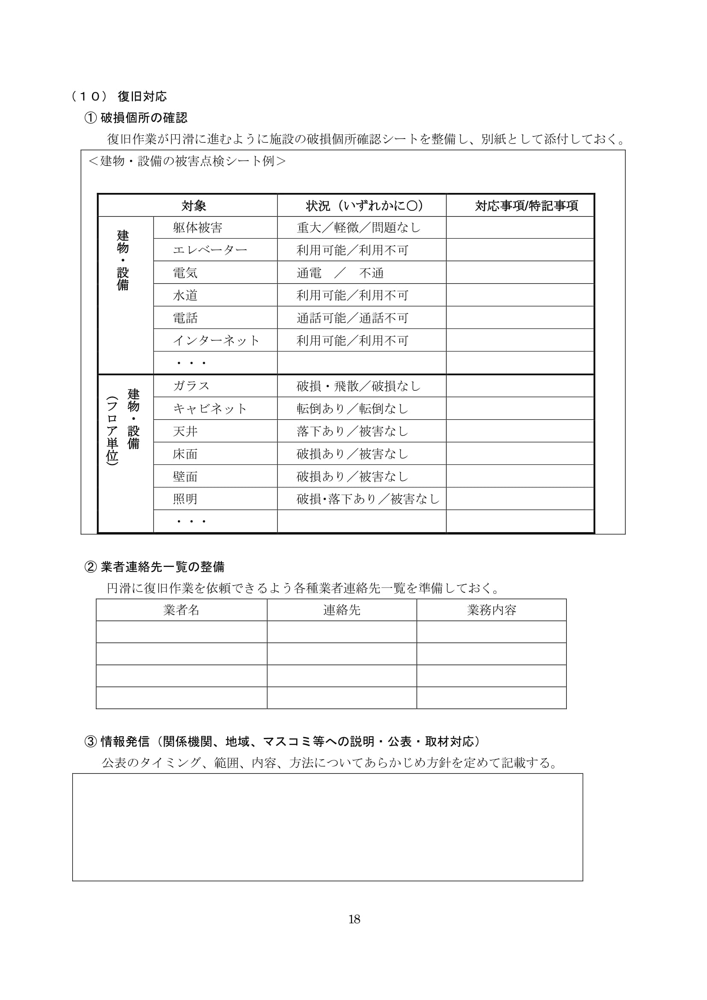 （１０） 復旧対応
① 破損個所の確認
復旧作業が円滑に進むように施設の破損個所確認シートを整備し、別紙として添付しておく。
＜建物・設備の被害点検シート例＞
対象 状況（いずれかに〇） 対応事項/特記事項
建物・設備
躯体被害 重大／軽微／問題なし
エレベーター 利用可能／利用不可
電気 通電　／　不通
水道 利用可能／利用不可
電話 通話可能／通話不可
インターネット 利用可能／利用不可
・・・
建物・設備
（フロア単位）
ガラス 破損・飛散／破損なし
キャビネット 転倒あり／転倒なし
天井 落下あり／被害なし
床面 破損あり／被害なし
壁面 破損あり／被害なし
照明 破損･落下あり／被害なし
・・・
② 業者連絡先一覧の整備
円滑に復旧作業を依頼できるよう各種業者連絡先一覧を準備しておく。
業者名 連絡先 業務内容
③ 情報発信（関係機関、地域、マスコミ等への説明・公表・取材対応）
公表のタイミング、範囲、内容、方法についてあらかじめ方針を定めて記載する。
18